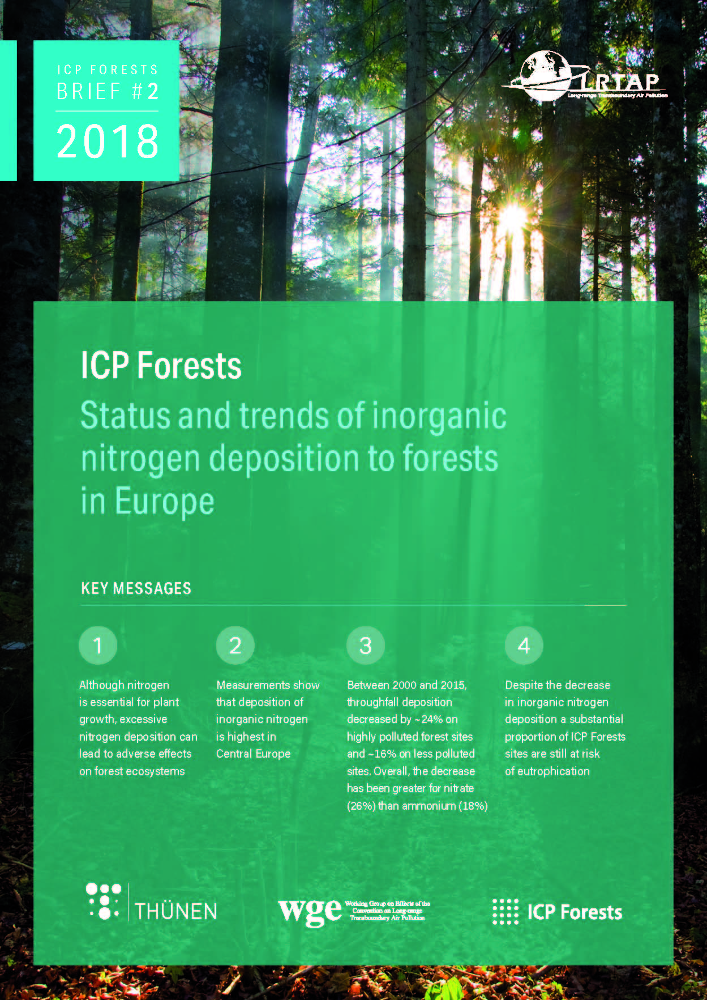 ICP FORESTS
BRIEF #2
2018
LRTAP
Long-range Transboundary Air Pollution
ICP Forests
Status and trends of inorganic
nitrogen deposition to forests
in Europe
KEY MESSAGES
1
Although nitrogen
is essential for plant
growth, excessive
nitrogen deposition can
lead to adverse effects
on forest ecosystems
2
Measurements show
that deposition of
inorganic nitrogen
is highest in
Central Europe
3
Between 2000 and 2015,
throughfall deposition
decreased by ~24% on
highly polluted forest sites
and ~16% on less polluted
sites. Overall, the decrease
has been greater for nitrate
(26%) than ammonium (18%)
4
Despite the decrease
in inorganic nitrogen
deposition a substantial
proportion of ICP Forests
sites are still at risk
of eutrophication
THÜNEN
wge
Working Group on Effects of the
Convention on Long-range
Transboundary Air Pollution
ICP Forests